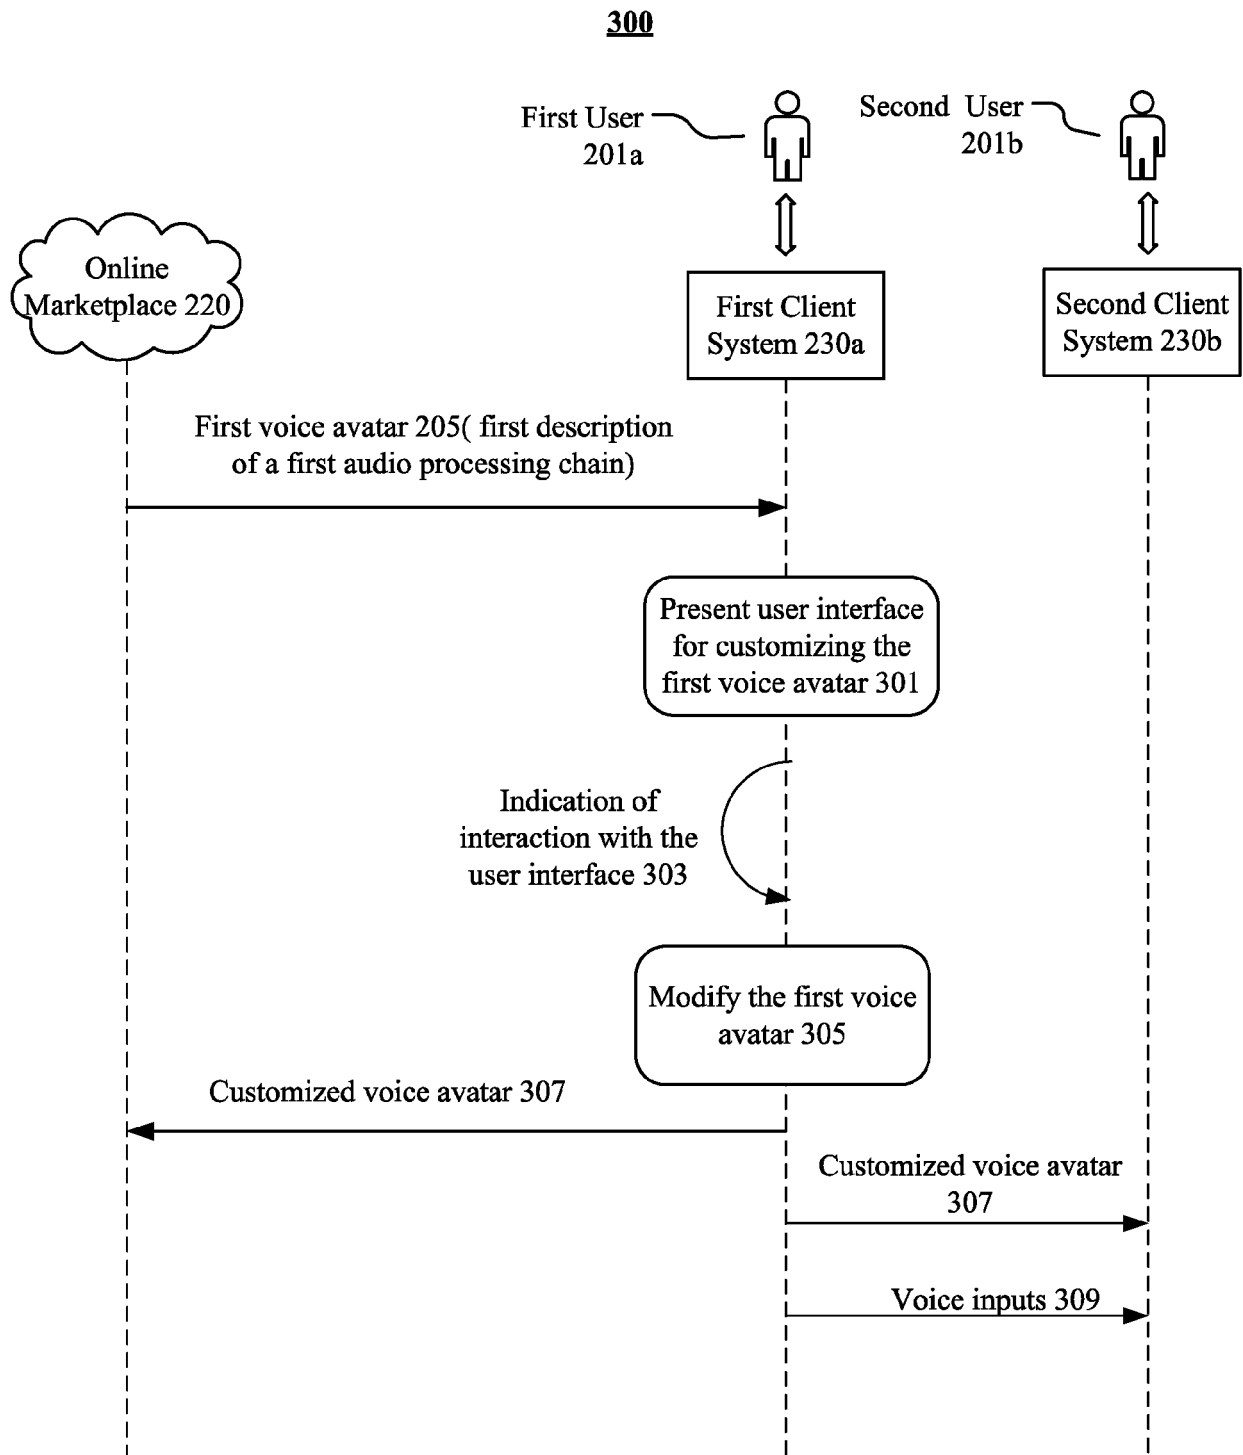 300
First User
201a
Second User
201b
Online
Marketplace 220
First Client
System 230a
Second Client
System 230b
First voice avatar 205( first description
of a first audio processing chain)
Present user interface
for customizing the
first voice avatar 301
Indication of
interaction with the
user interface 303
Modify the first voice
avatar 305
Customized voice avatar 307
Customized voice avatar
307
Voice inputs 309